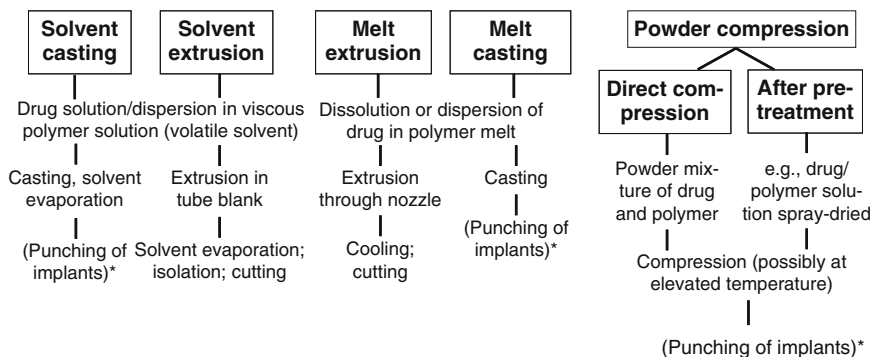 Solvent
casting
Solvent
extrusion
Drug solution/dispersion in viscous
polymer solution (volatile solvent)
Casting, solvent
evaporation
(Punching of
implants)*
Extrusion in
tube blank
Solvent evaporation;
isolation; cutting
Melt
extrusion
Melt
casting
Dissolution or dispersion of
drug in polymer melt
Extrusion
through nozzle
Cooling;
cutting
Casting
(Punching of
implants)*
Powder compression
Direct com-
pression
After pre-
treatment
Powder mix-
ture of drug
and polymer
e.g., drug/
polymer solu-
tion spray-dried
Compression (possibly at
elevated temperature)
(Punching of implants)*